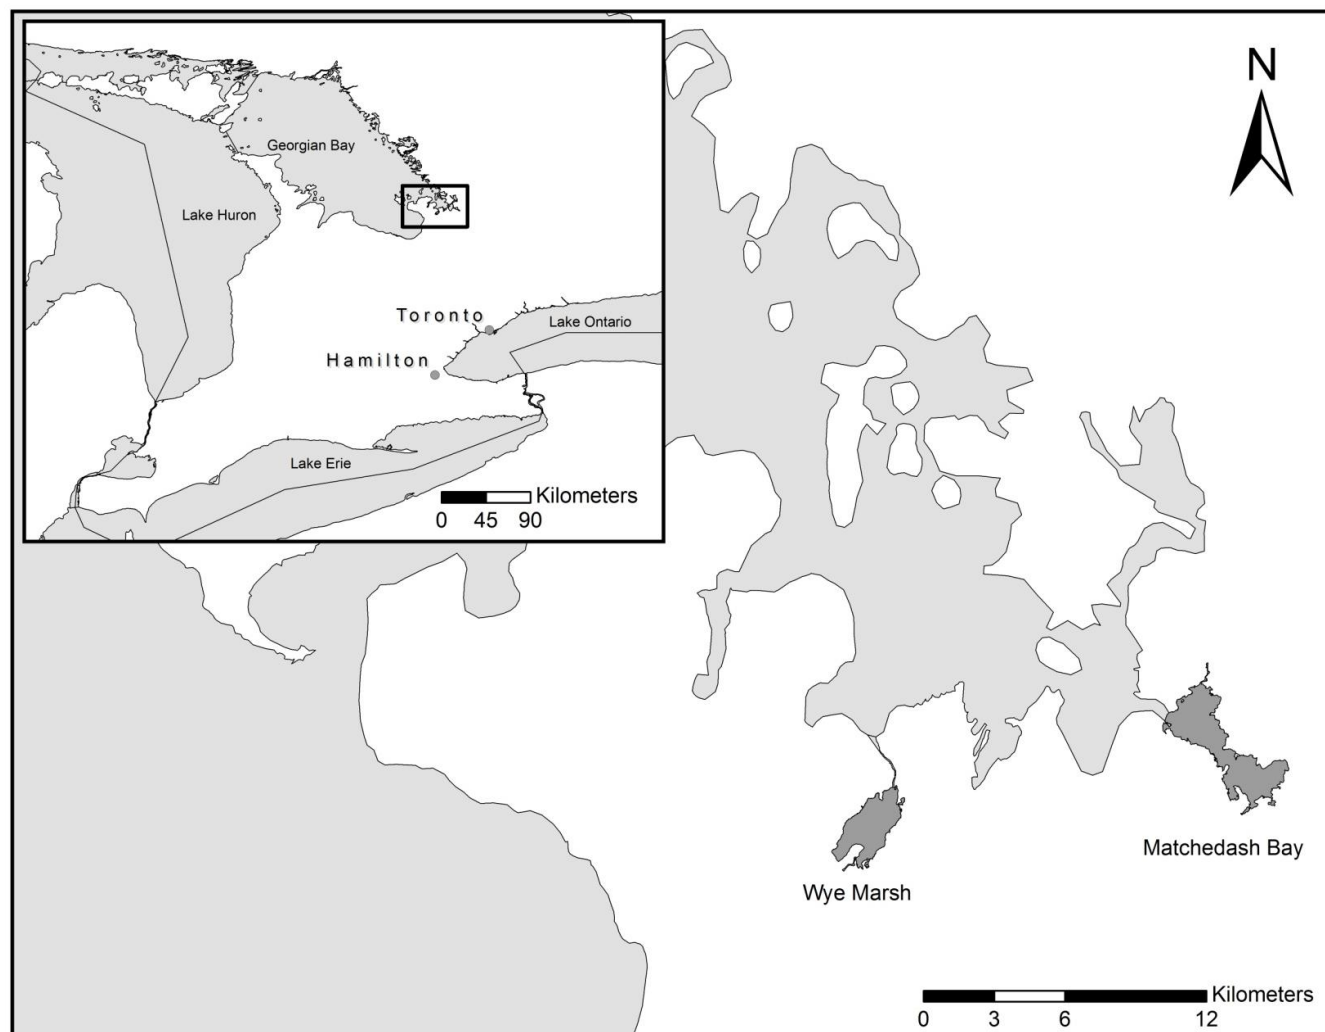 N
Georgian Bay
Lake Huron
Toronto
Lake Ontario
Hamilton
Lake Erie
Kilometers
0 45 90
Matchedash Bay
Wye Marsh
Kilometers
0 3 6 12